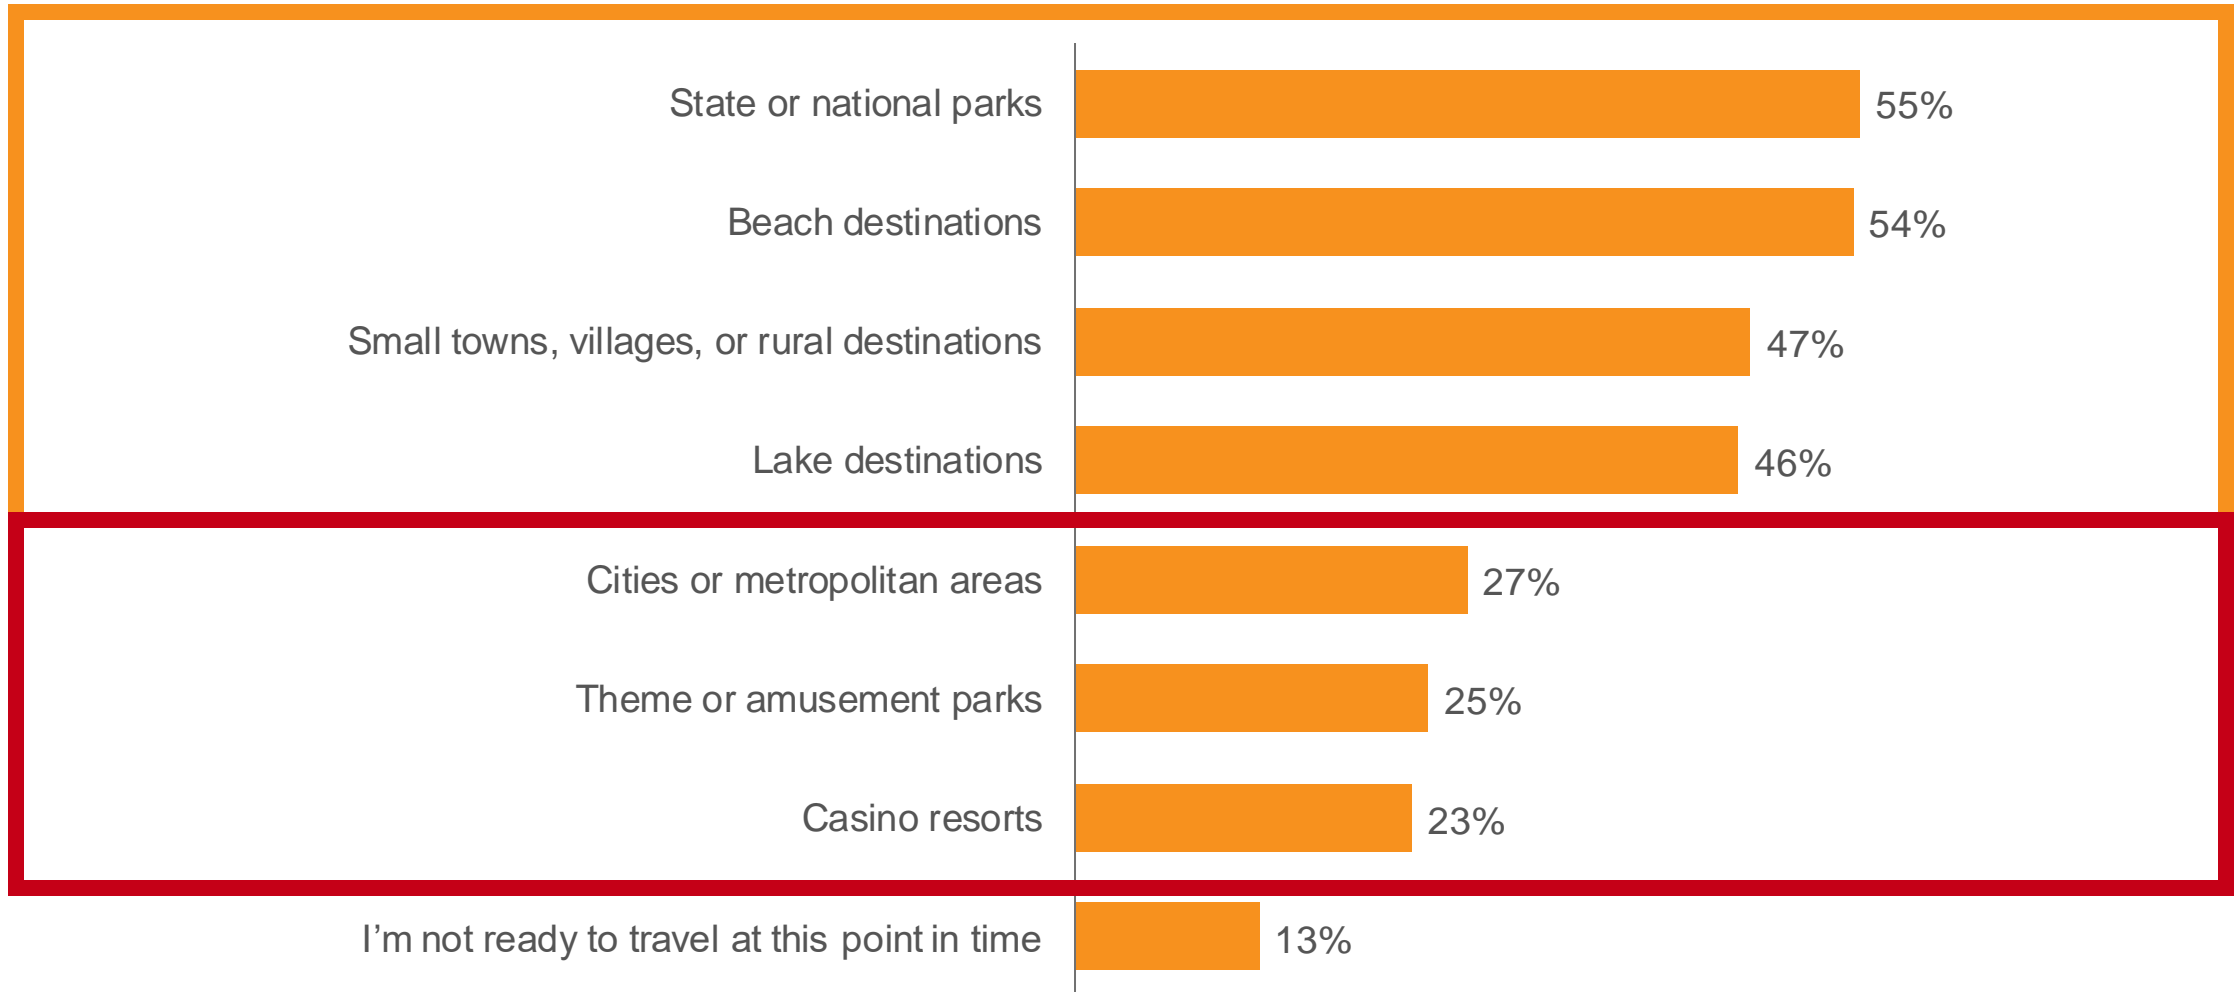 State or national parks 55%
Beach destinations 54%
Small towns, villages, or rural destinations 47%
Lake destinations 46%
Cities or metropolitan areas 27%
Theme or amusement parks 25%
Casino resorts 23%
I’m not ready to travel at this point in time 13%